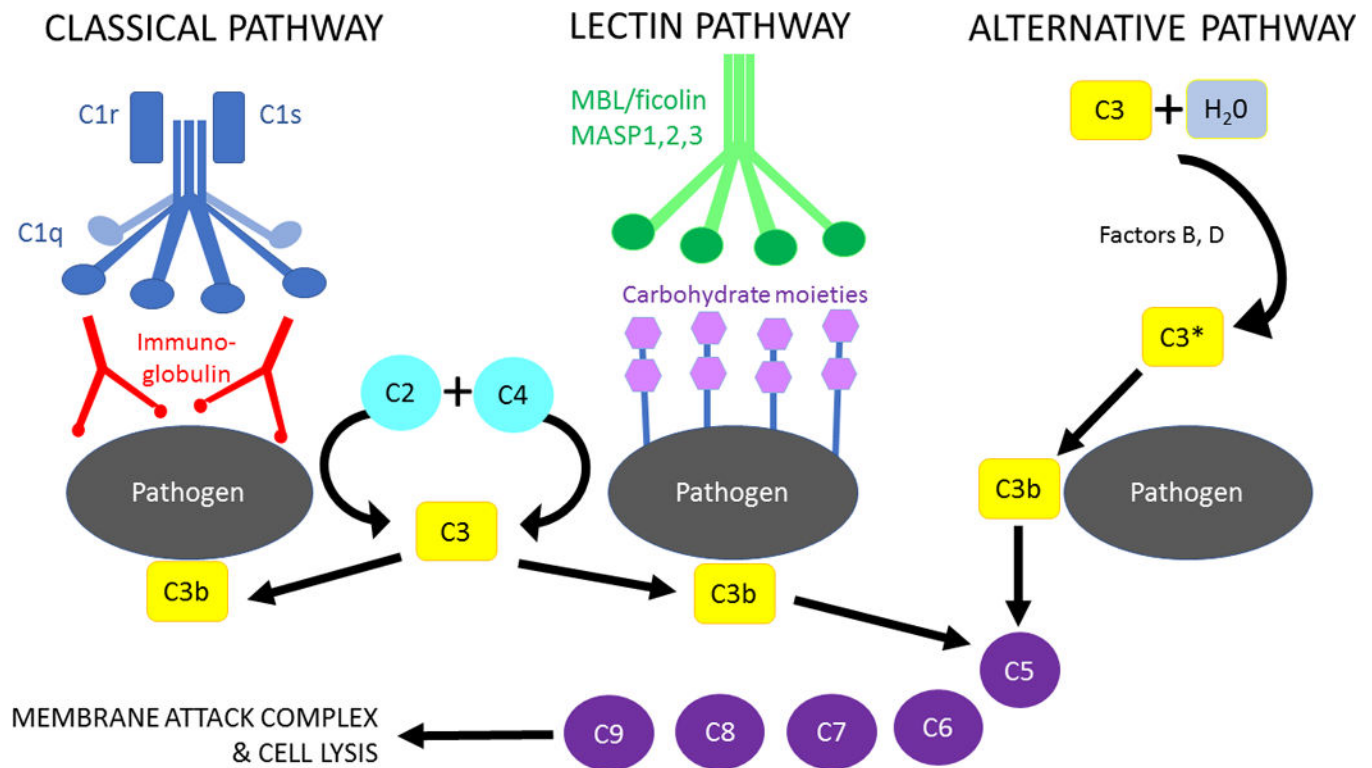 CLASSICAL PATHWAY
C1r
C1s
C1q
Immuno-
globulin
Pathogen
C3b
C2
+
C4
C3
LECTIN PATHWAY
MBL/ficolin
MASP1,2,3
Carbohydrate moieties
Pathogen
C3b
ALTERNATIVE PATHWAY
C3
+
H₂0
Factors B, D
C3*
C3b
Pathogen
C5
C6
C7
C8
C9
MEMBRANE ATTACK COMPLEX
& CELL LYSIS